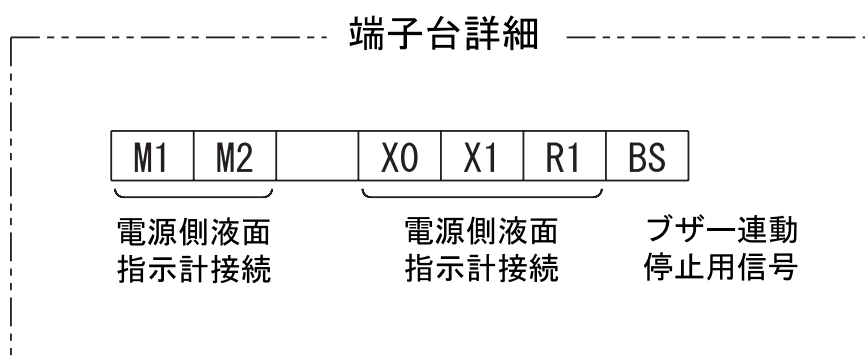 端子台詳細
M1 M2 X0 X1 R1 BS
電源側液面
指示計接続
電源側液面
指示計接続
ブザー連動
停止用信号